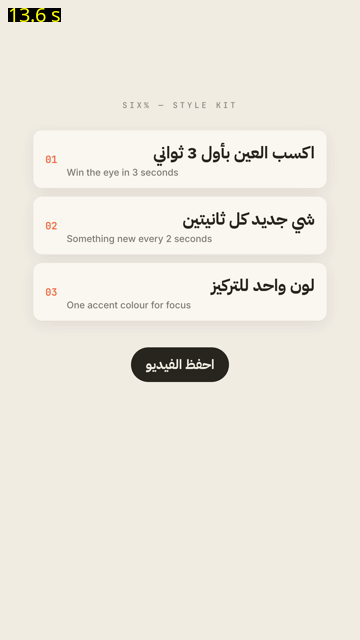 13.6 s
SIX% — STYLE KIT
01
اكسب العين بأول 3 ثواني
Win the eye in 3 seconds
02
شي جديد كل ثانيتين
Something new every 2 seconds
03
لون واحد للتركيز
One accent colour for focus
احفظ الفيديو